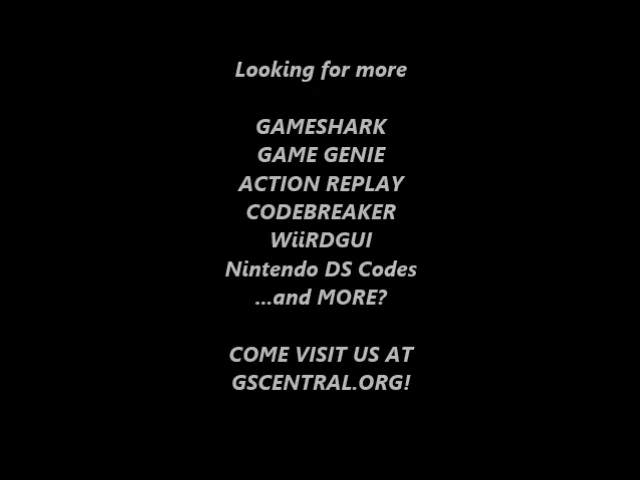 Looking for more
GAMESHARK
GAME GENIE
ACTION REPLAY
CODEBREAKER
WiiRDGUI
Nintendo DS Codes
...and MORE?
COME VISIT US AT
GSCENTRAL.ORG!